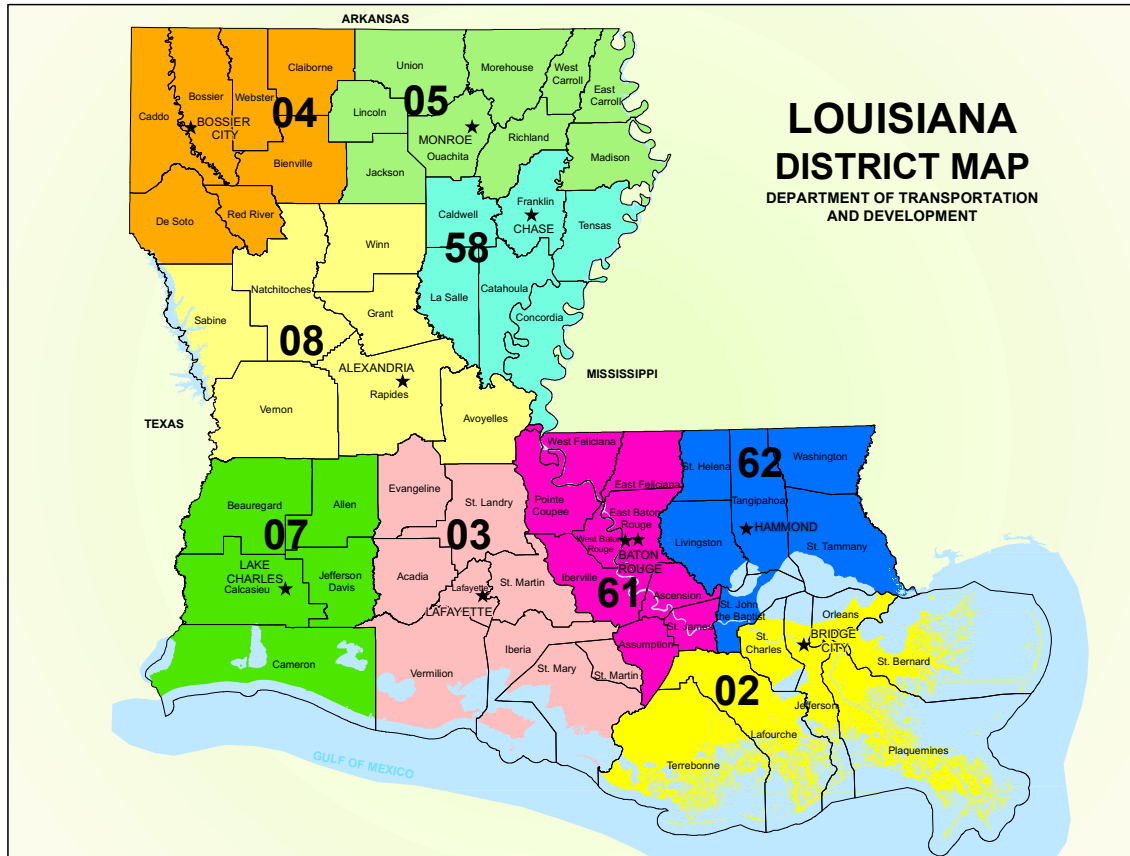 ARKANSAS
LOUISIANA
DISTRICT MAP
DEPARTMENT OF TRANSPORTATION
AND DEVELOPMENT
Caddo
Bossier
Webster
Claiborne
04
BOSSIER
CITY
Bienville
De Soto
Red River
Union
Morehouse
West
Carroll
East
Carroll
05
Lincoln
MONROE
Ouachita
Richland
Madison
Jackson
Caldwell
Franklin
CHASE
Tensas
58
La Salle
Catahoula
Concordia
Winn
Natchitoches
Sabine
Grant
08
ALEXANDRIA
Rapides
Vernon
Avoyelles
TEXAS
MISSISSIPPI
Beauregard
Allen
07
LAKE
CHARLES
Calcasieu
Jefferson
Davis
Cameron
Evangeline
St. Landry
03
Acadia
Lafayette
St. Martin
LAFAYETTE
Vermilion
Iberia
St. Mary
St. Martin
West Feliciana
East Feliciana
Pointe
Coupee
East Baton
Rouge
West Baton
Rouge
BATON
ROUGE
Iberville
61
Ascension
St. James
Assumption
St. Helena
62
Washington
Tangipahoa
HAMMOND
Livingston
St. Tammany
St. John
the Baptist
Orleans
St.
Charles
BRIDGE
CITY
St. Bernard
02
Jefferson
Lafourche
Terrebonne
Plaquemines
GULF OF MEXICO